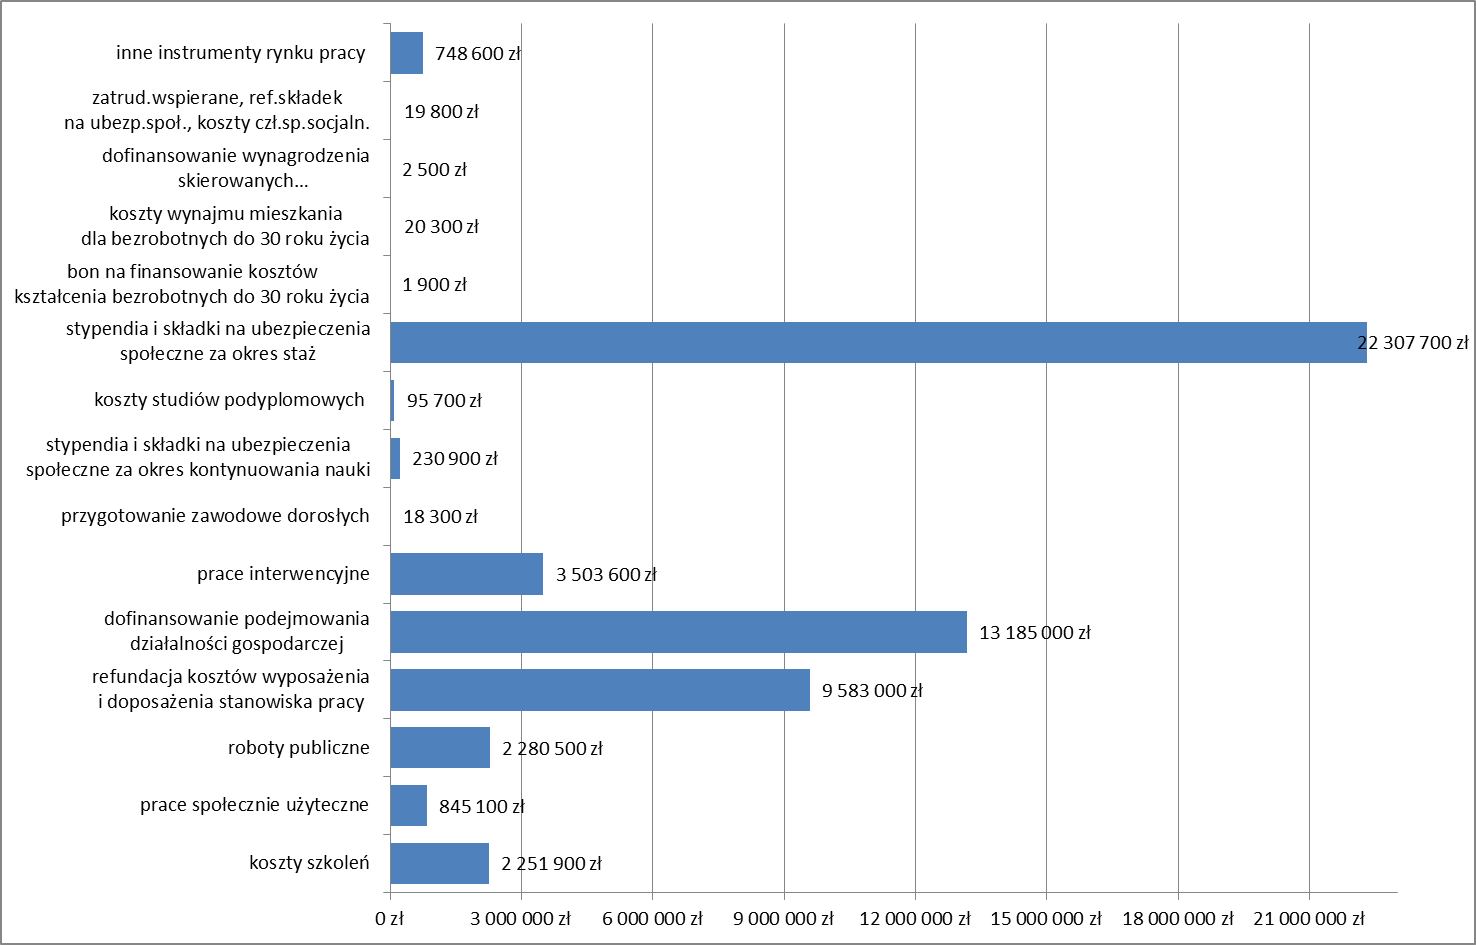 inne instrumenty rynku pracy
748 600 zł
zatrud.wspierane, ref.składek
na ubezp.społ., koszty czł.sp.socjaln.
19 800 zł
dofinansowanie wynagrodzenia
skierowanych...
2 500 zł
koszty wynajmu mieszkania
dla bezrobotnych do 30 roku życia
20 300 zł
bon na finansowanie kosztów
kształcenia bezrobotnych do 30 roku życia
1 900 zł
stypendia i składki na ubezpieczenia
społeczne za okres staż
22 307 700 zł
koszty studiów podyplomowych
95 700 zł
stypendia i składki na ubezpieczenia
społeczne za okres kontynuowania nauki
230 900 zł
przygotowanie zawodowe dorosłych
18 300 zł
prace interwencyjne
3 503 600 zł
dofinansowanie podejmowania
działalności gospodarczej
13 185 000 zł
refundacja kosztów wyposażenia
i doposażenia stanowiska pracy
9 583 000 zł
roboty publiczne
2 280 500 zł
prace społecznie użyteczne
845 100 zł
koszty szkoleń
2 251 900 zł
0 zł 3 000 000 zł 6 000 000 zł 9 000 000 zł 12 000 000 zł 15 000 000 zł 18 000 000 zł 21 000 000 zł